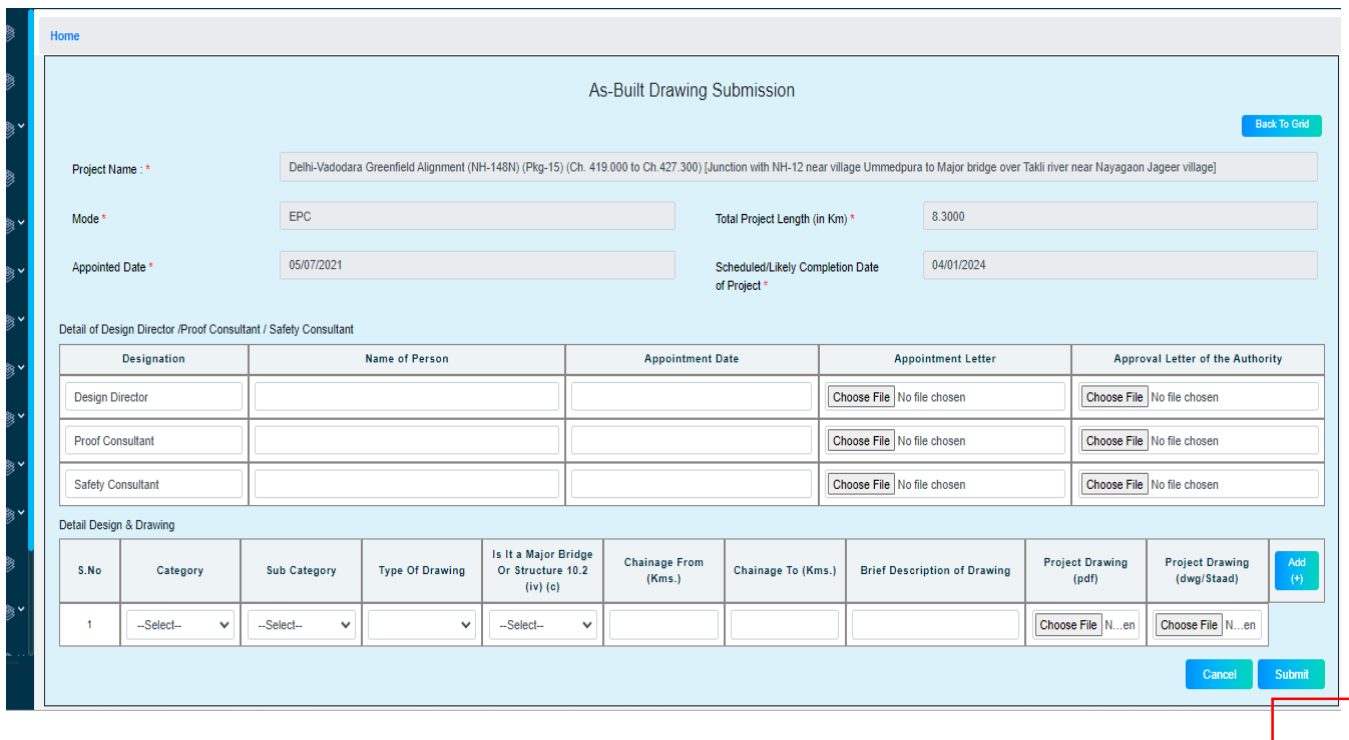 Home
As-Built Drawing Submission
Back To Grid
Project Name : * Delhi-Vadodara Greenfield Alignment (NH-148N) (Pkg-15) (Ch. 419.000 to Ch.427.300) [Junction with NH-12 near village Ummedpura to Major bridge over Takli river near Nayagaon Jageer village]
Mode * EPC Total Project Length (in Km) * 8.3000
Appointed Date * 05/07/2021 Scheduled/Likely Completion Date 04/01/2024
of Project *
Detail of Design Director /Proof Consultant / Safety Consultant
Designation Name of Person Appointment Date Appointment Letter Approval Letter of the Authority
Design Director Choose File No file chosen Choose File No file chosen
Proof Consultant Choose File No file chosen Choose File No file chosen
Safety Consultant Choose File No file chosen Choose File No file chosen
Detail Design & Drawing
S.No Category Sub Category Type Of Drawing Is It a Major Bridge
Or Structure 10.2
(iv) (c) Chainage From
(Kms.) Chainage To (Kms.) Brief Description of Drawing Project Drawing
(pdf) Project Drawing
(dwg/Staad) Add
(+)
1 --Select-- --Select-- --Select-- Choose File N...en Choose File N...en
Cancel Submit